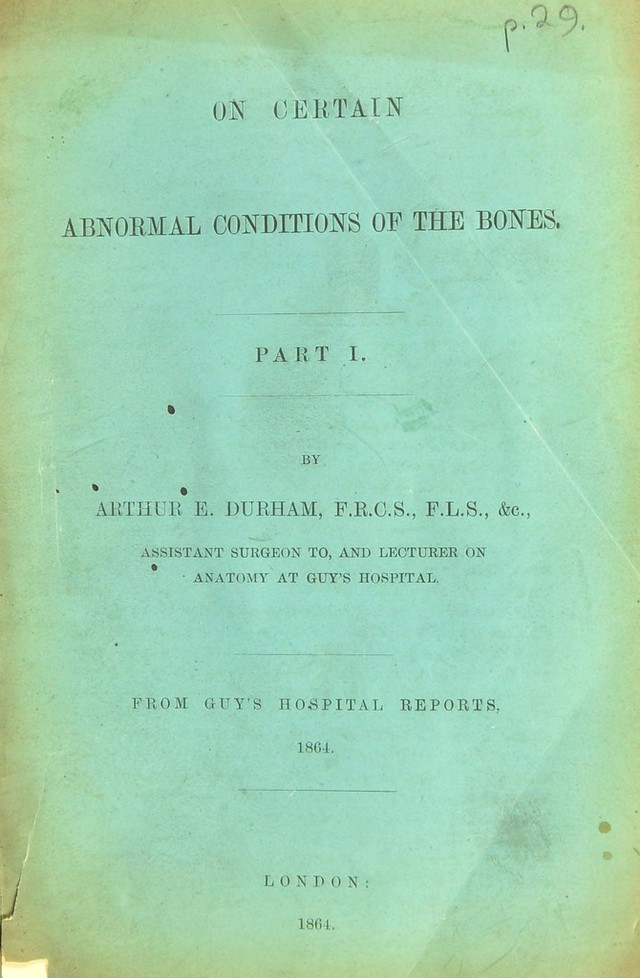 p. 29.
ON CERTAIN
ABNORMAL CONDITIONS OF THE BONES.
PART I.
BY
ARTHUR E. DURHAM, F.R.C.S., F.L.S., &c.,
ASSISTANT SURGEON TO, AND LECTURER ON
ANATOMY AT GUY'S HOSPITAL.
FROM GUY'S HOSPITAL REPORTS,
1864.
LONDON:
1864.